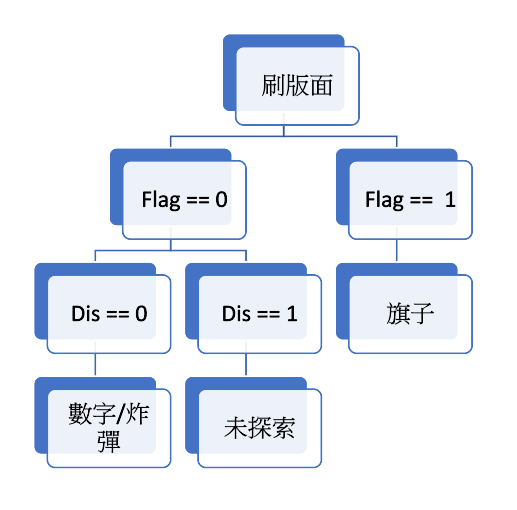 刷版面
Flag == 0
Flag ==  1
Dis == 0
Dis == 1
旗子
數字/炸
彈
未探索